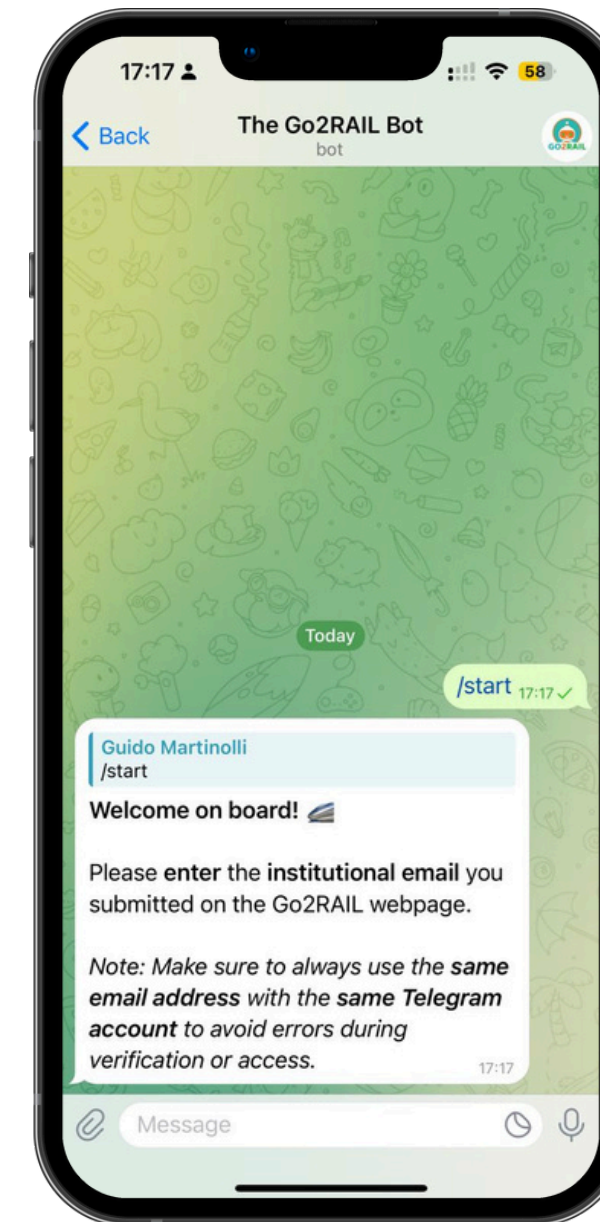 17:17
58
Back
The Go2RAIL Bot
bot
GO2RAIL
Today
/start 17:17
Guido Martinolli
/start
Welcome on board! 🚄
Please enter the institutional email you
submitted on the Go2RAIL webpage.
Note: Make sure to always use the same
email address with the same Telegram
account to avoid errors during
verification or access.
17:17
Message